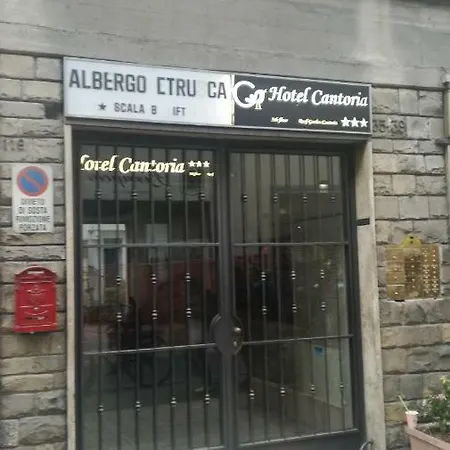 ALBERGO ETRU CA
★ SCALA B IFT
Hotel Cantoria
★★★
Hotel Cantoria ★★★
DIVIETO
DI SOSTA
RIMOZIONE
FORZATA